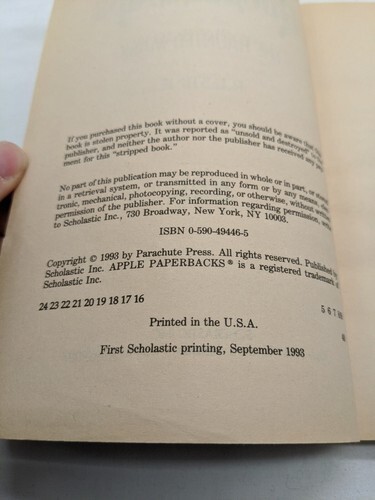 If you purchased this book without a cover, you should be aware that
book is stolen property. It was reported as "unsold and destroyed"
publisher, and neither the author nor the publisher has received any
ment for this "stripped book."
No part of this publication may be reproduced in whole or in part, or
in a retrieval system, or transmitted in any form or by any means,
tronic, mechanical, photocopying, recording, or otherwise, without
permission of the publisher. For information regarding permission,
to Scholastic Inc., 730 Broadway, New York, NY 10003.
ISBN 0-590-49446-5
Copyright © 1993 by Parachute Press. All rights reserved. Published
Scholastic Inc. APPLE PAPERBACKS ® is a registered trademark of
Scholastic Inc.
24 23 22 21 20 19 18 17 16
5 6 7
Printed in the U.S.A.
First Scholastic printing, September 1993